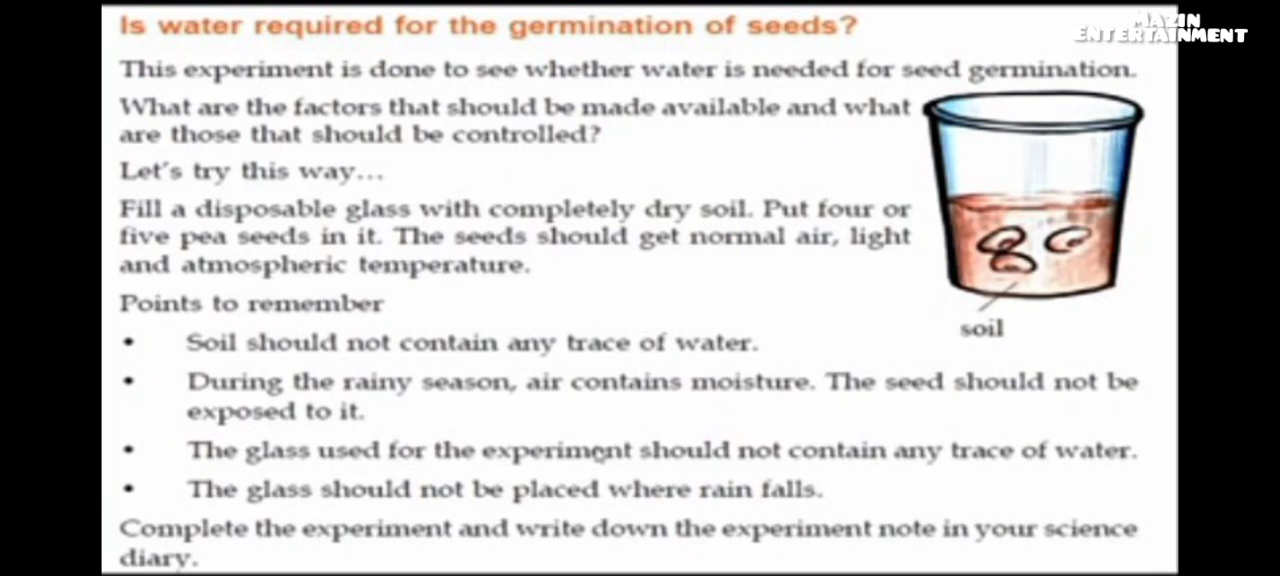 Is water required for the germination of seeds?
MAZIN
ENTERTAINMENT
This experiment is done to see whether water is needed for seed germination.
What are the factors that should be made available and what
are those that should be controlled?
Let's try this way...
Fill a disposable glass with completely dry soil. Put four or
five pea seeds in it. The seeds should get normal air, light
and atmospheric temperature.
soil
Points to remember
• Soil should not contain any trace of water.
• During the rainy season, air contains moisture. The seed should not be
exposed to it.
• The glass used for the experiment should not contain any trace of water.
• The glass should not be placed where rain falls.
Complete the experiment and write down the experiment note in your science
diary.